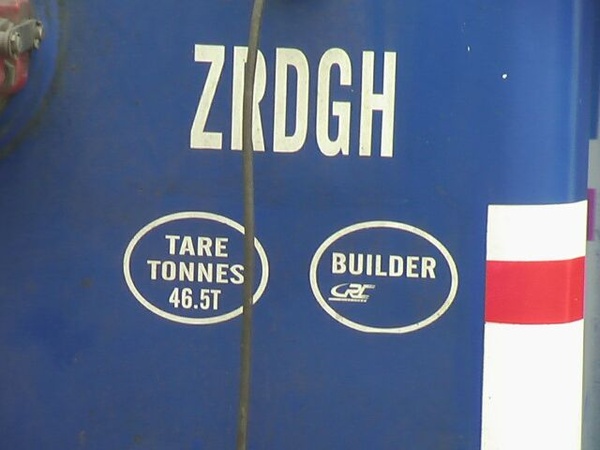 ZRDGH
TARE
TONNES
46.5T
BUILDER